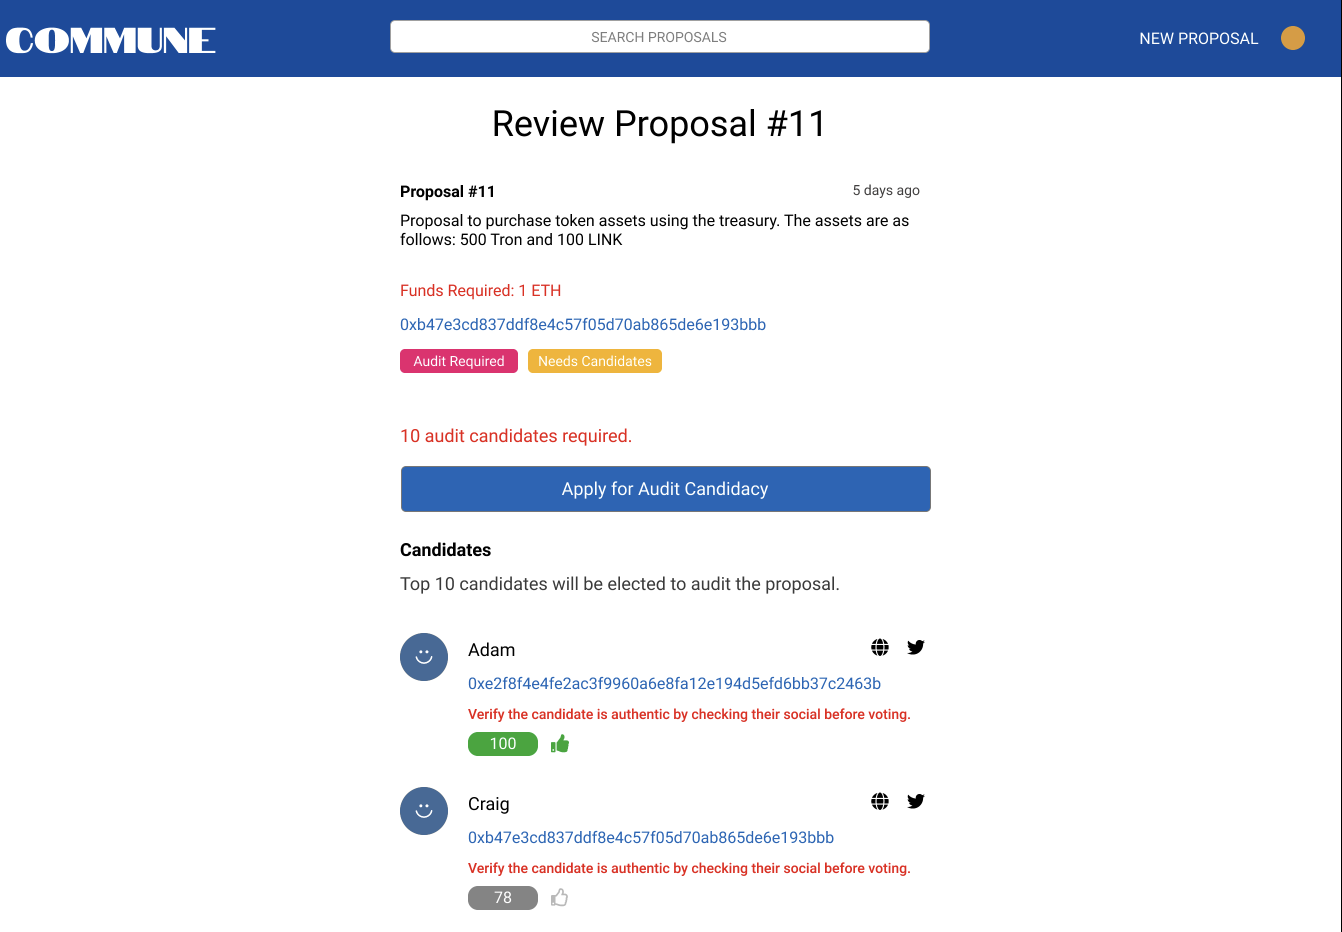 COMMUNE
SEARCH PROPOSALS
NEW PROPOSAL
Review Proposal #11
Proposal #11
5 days ago
Proposal to purchase token assets using the treasury. The assets are as
follows: 500 Tron and 100 LINK
Funds Required: 1 ETH
0xb47e3cd837ddf8e4c57f05d70ab865de6e193bbb
Audit Required
Needs Candidates
10 audit candidates required.
Apply for Audit Candidacy
Candidates
Top 10 candidates will be elected to audit the proposal.
Adam
0xe2f8f4e4fe2ac3f9960a6e8fa12e194d5efd6bb37c2463b
Verify the candidate is authentic by checking their social before voting.
100
Craig
0xb47e3cd837ddf8e4c57f05d70ab865de6e193bbb
Verify the candidate is authentic by checking their social before voting.
78